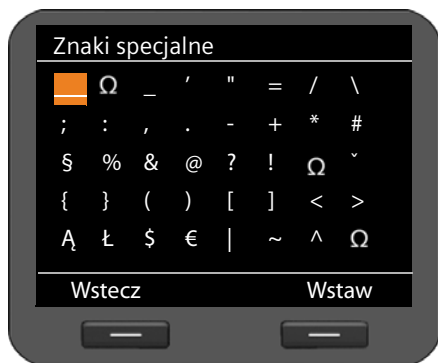 Znaki specjalne
Ω _ ’ " = / \
; : , . - + * #
§ % & @ ? ! Ω ˇ
{ } ( ) [ ] < >
Ą Ł $ € | ~ ^ Ω
Wstecz Wstaw